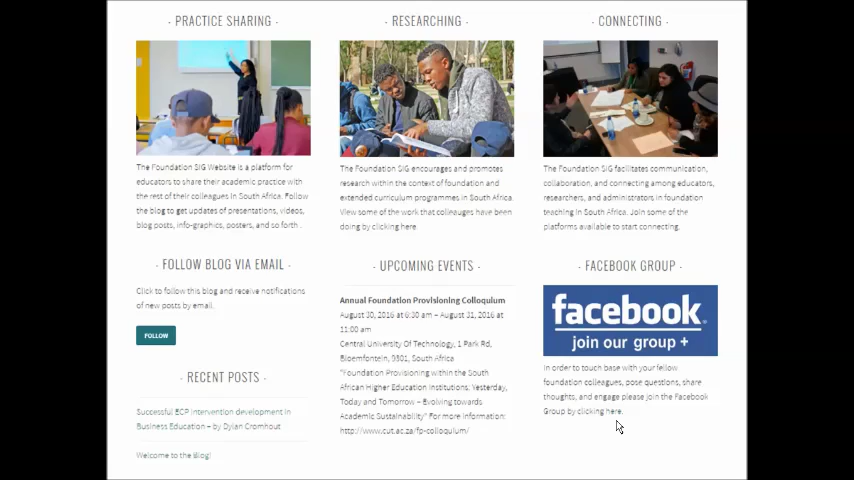 - PRACTICE SHARING -
The Foundation SIG Website is a platform for
educators to share their academic practice with
the rest of their colleagues in South Africa. Follow
the blog to get updates of presentations, videos,
blog posts, info-graphics, posters, and so forth .
- FOLLOW BLOG VIA EMAIL -
Click to follow this blog and receive notifications
of new posts by email.
FOLLOW
- RECENT POSTS -
Successful ECP intervention development in
Business Education – by Dylan Cromhout
Welcome to the Blog!
- RESEARCHING -
The Foundation SIG encourages and promotes
research within the context of foundation and
extended curriculum programmes in South Africa.
View some of the work that colleauges have been
doing by clicking here
- UPCOMING EVENTS -
Annual Foundation Provisioning Colloquium
August 30, 2016 at 6:30 am – August 31, 2016 at
11:00 am
Central University Of Technology, 1 Park Rd,
Bloemfontein, 9301, South Africa
"Foundation Provisioning within the South
African Higher Education Institutions: Yesterday,
Today and Tomorrow – Evolving towards
Academic Sustainability" For more information:
http://www.cut.ac.za/fp-colloquium/
- CONNECTING -
The Foundation SIG facilitates communication,
collaboration, and connecting among educators,
researchers, and administrators in foundation
teaching in South Africa. Join some of the
platforms available to start connecting.
- FACEBOOK GROUP -
facebook
join our group +
In order to touch base with your fellow
foundation colleagues, pose questions, share
thoughts, and engage please join the Facebook
Group by clicking here.